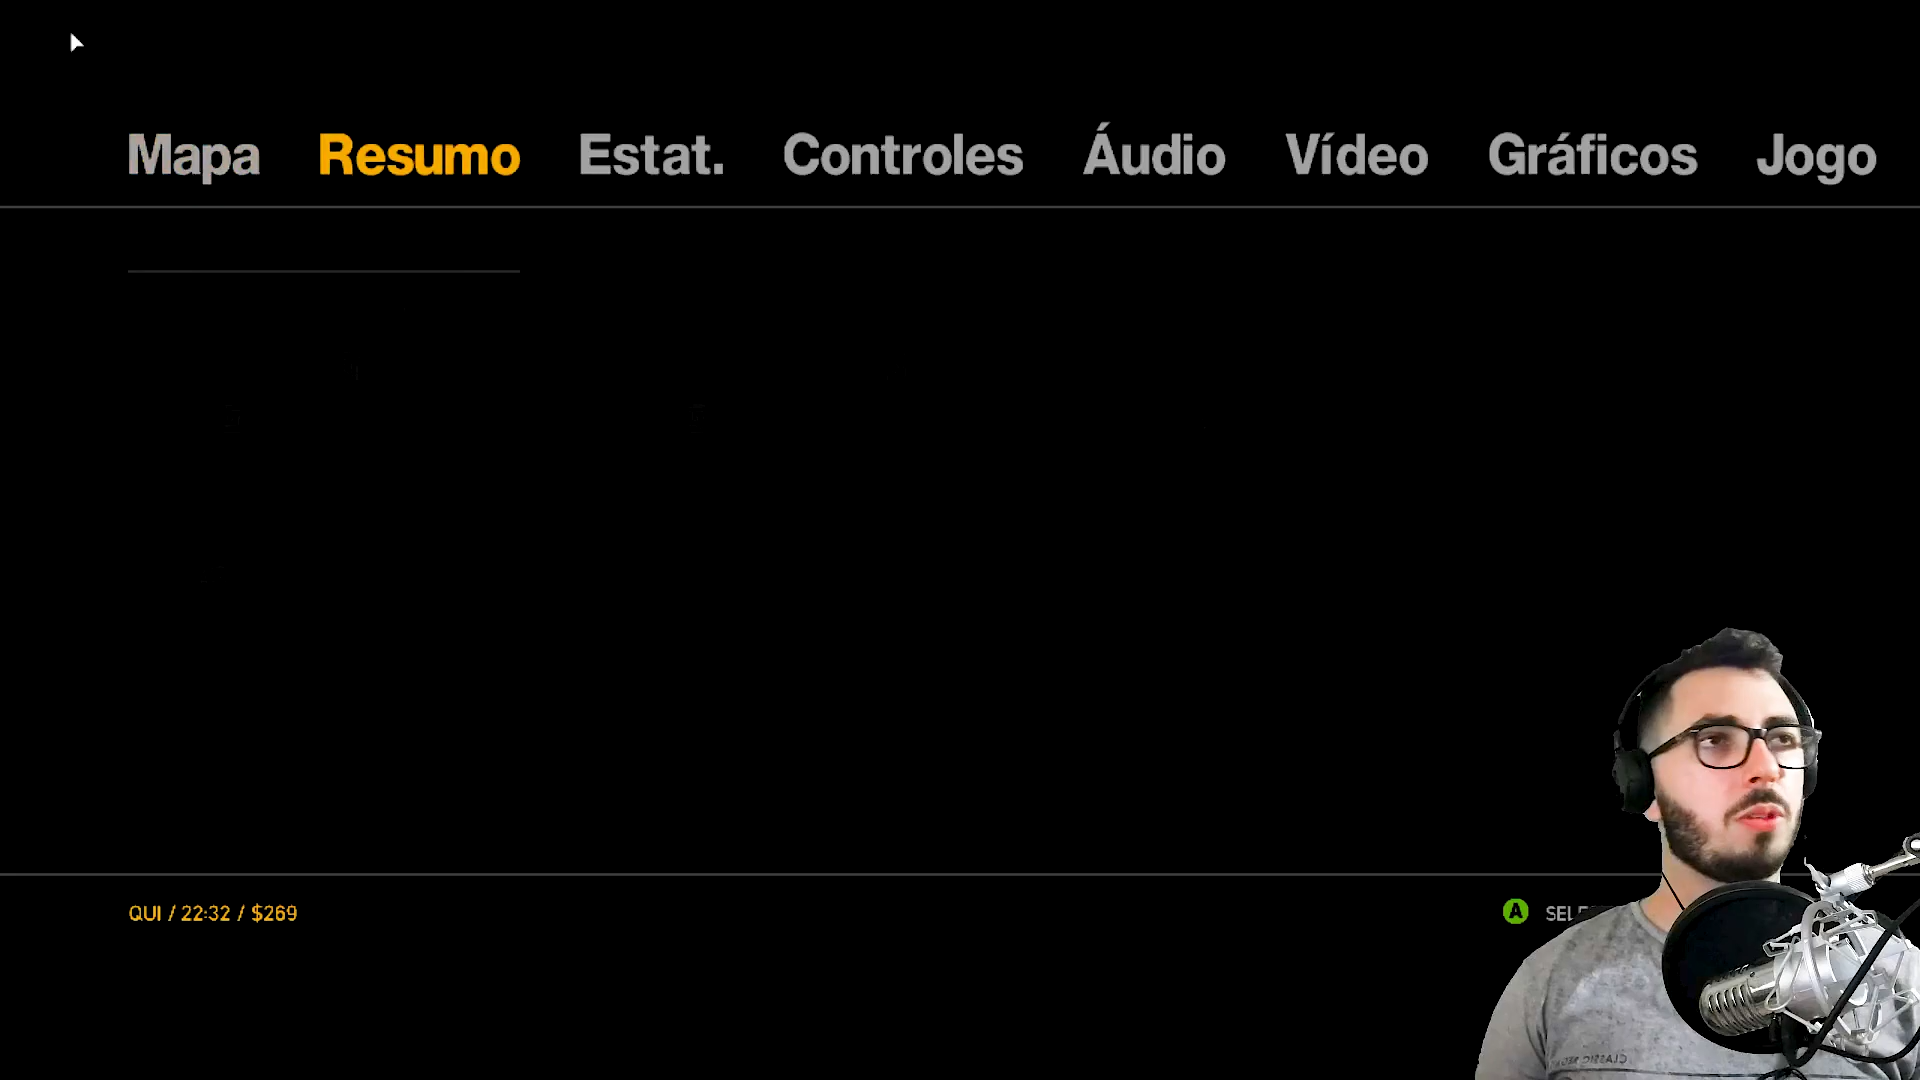 Mapa Resumo Estat. Controles Áudio Vídeo Gráficos Jogo
QUI / 22:32 / $269
A